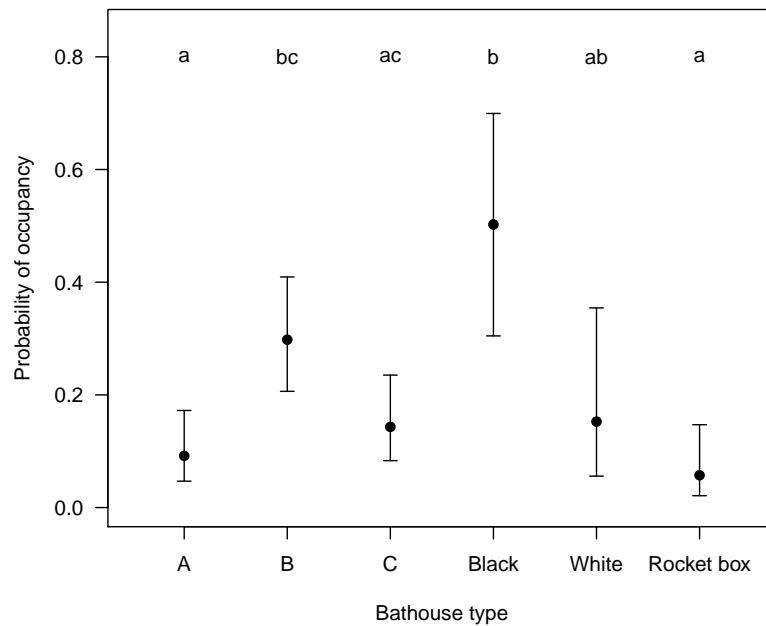 0.8
a bc ac b ab a
0.6
Probability of occupancy
0.4
0.2
0.0
A B C Black White Rocket box
Bathouse type